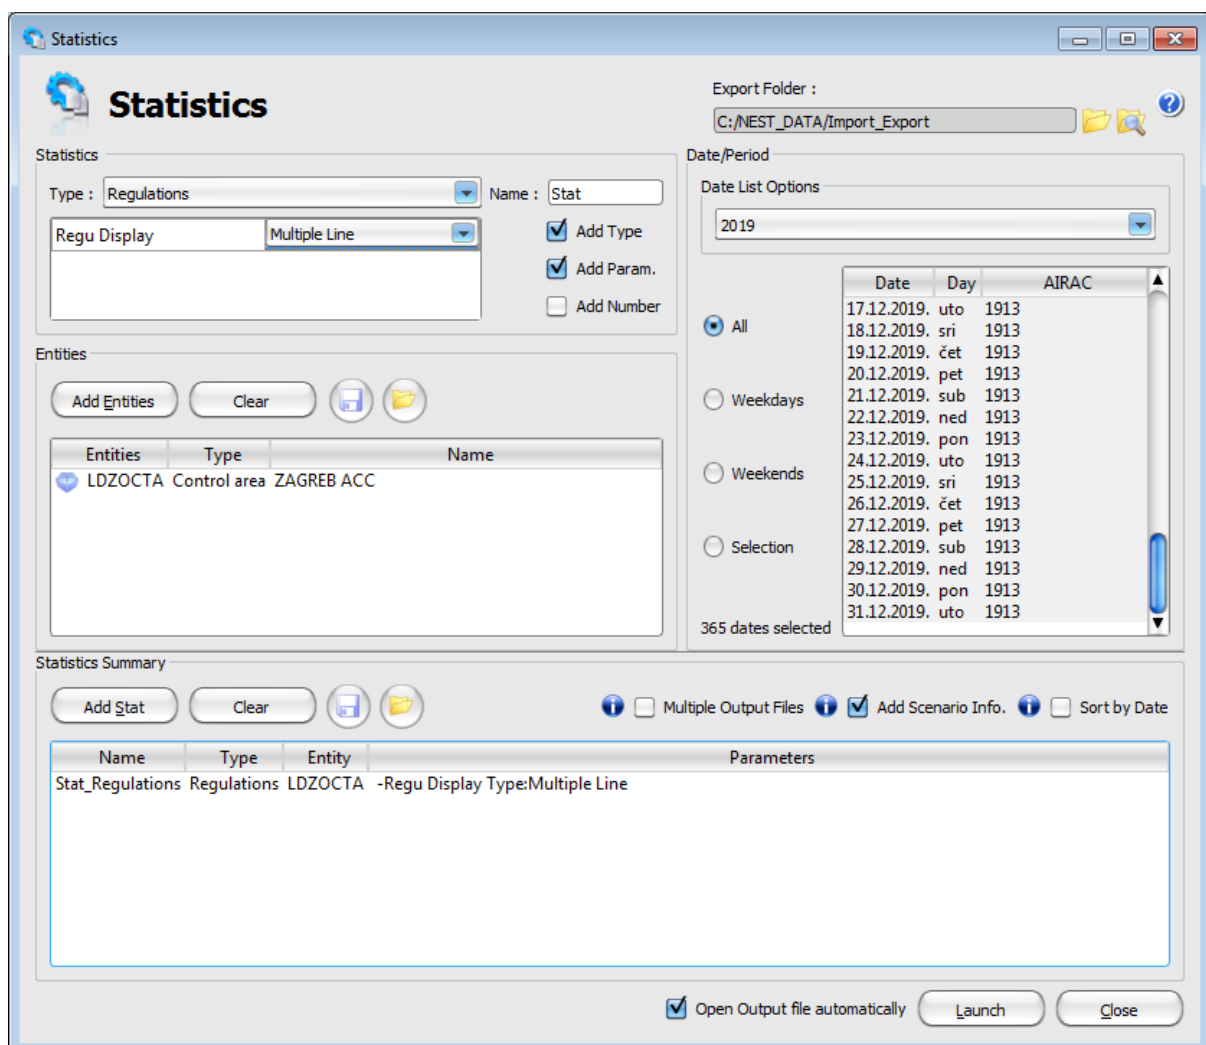 Statistics
Statistics
Export Folder :
C:/NEST_DATA/Import_Export
Statistics
Type : Regulations Name : Stat
Regu Display Multiple Line
Add Type
Add Param.
Add Number
Date/Period
Date List Options
2019
All
Weekdays
Weekends
Selection
365 dates selected
Date Day AIRAC
17.12.2019. uto 1913
18.12.2019. sri 1913
19.12.2019. čet 1913
20.12.2019. pet 1913
21.12.2019. sub 1913
22.12.2019. ned 1913
23.12.2019. pon 1913
24.12.2019. uto 1913
25.12.2019. sri 1913
26.12.2019. čet 1913
27.12.2019. pet 1913
28.12.2019. sub 1913
29.12.2019. ned 1913
30.12.2019. pon 1913
31.12.2019. uto 1913
Entities
Add Entities Clear
Entities Type Name
LDZOCTA Control area ZAGREB ACC
Statistics Summary
Add Stat Clear Multiple Output Files Add Scenario Info. Sort by Date
Name Type Entity Parameters
Stat_Regulations Regulations LDZOCTA -Regu Display Type:Multiple Line
Open Output file automatically Launch Close